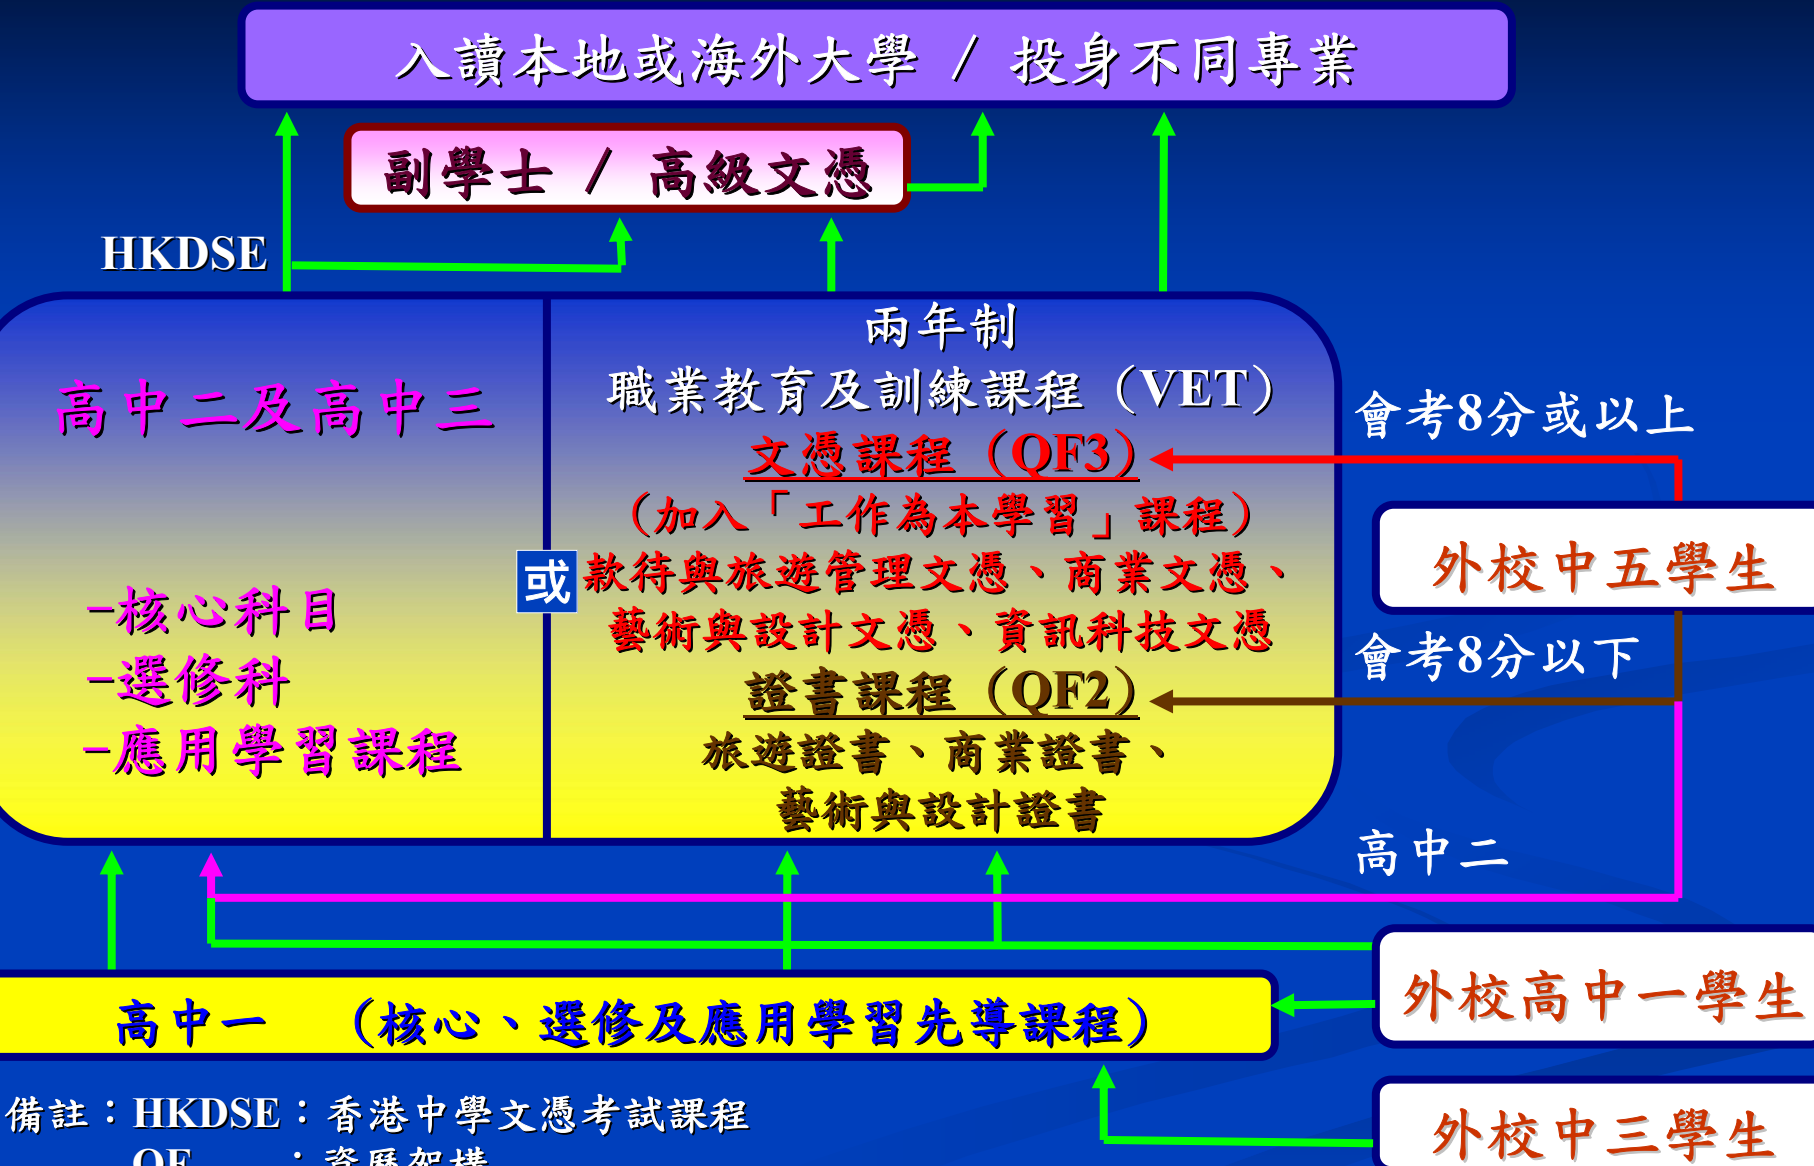 入讀本地或海外大學 / 投身不同專業
副學士 / 高級文憑
HKDSE
高中二及高中三
-核心科目
-選修科
-應用學習課程
或
兩年制
職業教育及訓練課程（VET）
文憑課程（QF3）
（加入「工作為本學習」課程）
款待與旅遊管理文憑、商業文憑、
藝術與設計文憑、資訊科技文憑
證書課程（QF2）
旅遊證書、商業證書、
藝術與設計證書
會考8分或以上
外校中五學生
會考8分以下
高中二
外校高中一學生
高中一 （核心、選修及應用學習先導課程）
外校中三學生
備註：HKDSE：香港中學文憑考試課程
QF ：資歷架構